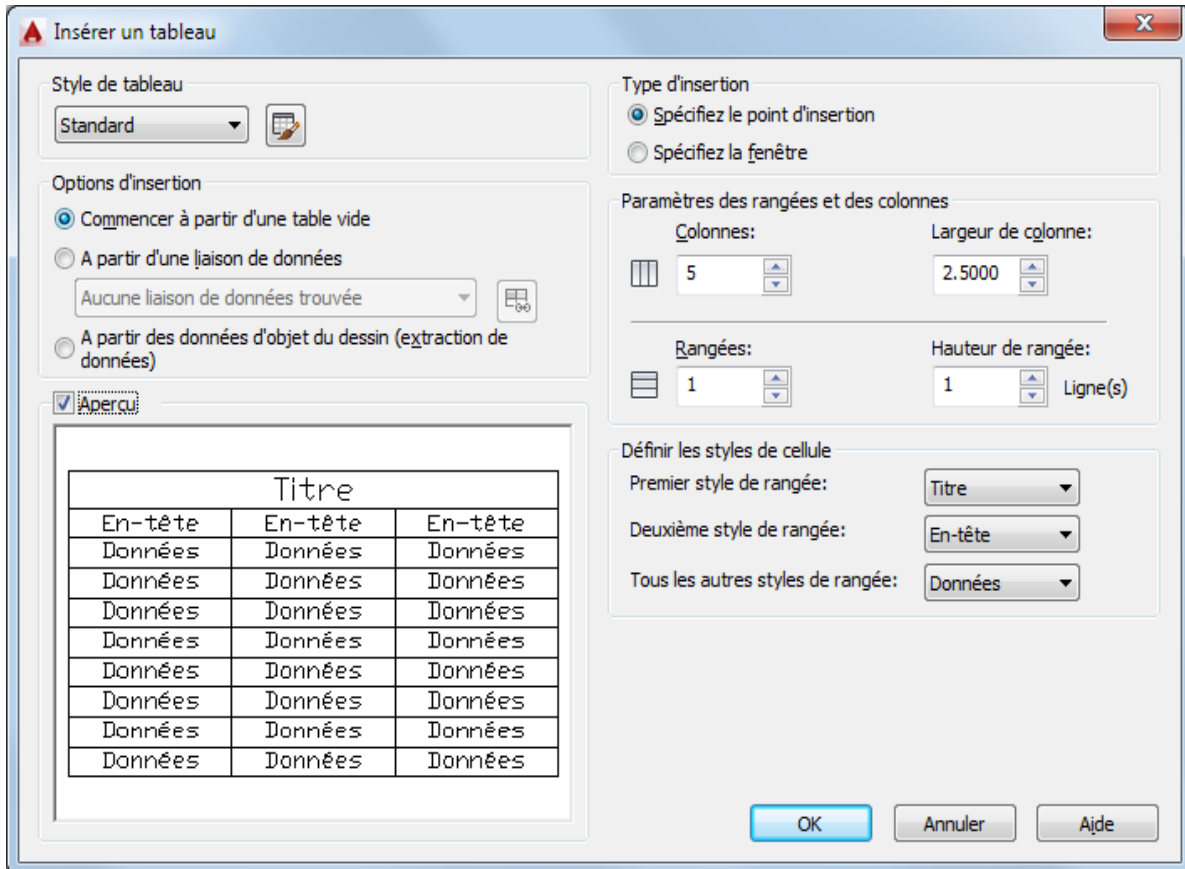 Insérer un tableau
Style de tableau
Standard
Options d'insertion
Commencer à partir d'une table vide
A partir d'une liaison de données
Aucune liaison de données trouvée
A partir des données d'objet du dessin (extraction de
données)
Aperçu
Titre
En-tête En-tête En-tête
Données Données Données
Données Données Données
Données Données Données
Données Données Données
Données Données Données
Données Données Données
Données Données Données
Données Données Données
Type d'insertion
Spécifiez le point d'insertion
Spécifiez la fenêtre
Paramètres des rangées et des colonnes
Colonnes: Largeur de colonne:
5 2.5000
Rangées: Hauteur de rangée:
1 1 Ligne(s)
Définir les styles de cellule
Premier style de rangée: Titre
Deuxième style de rangée: En-tête
Tous les autres styles de rangée: Données
OK Annuler Aide